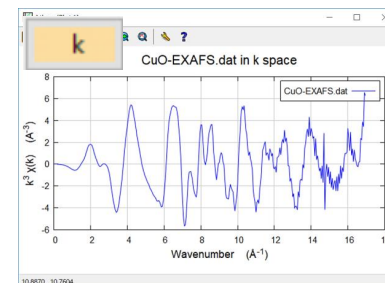 k
?
CuO-EXAFS.dat in k space
CuO-EXAFS.dat
k³ χ(k) (A⁻³)
8
6
4
2
0
-2
-4
-6
0 2 4 6 8 10 12 14 16
Wavenumber (Å⁻¹)
10.8870, 10.7604